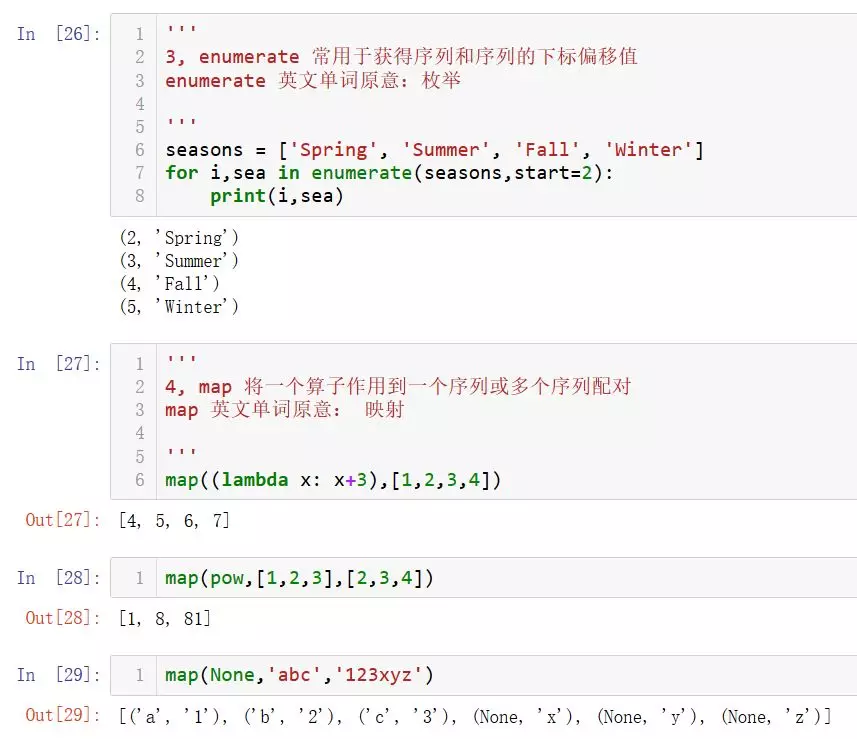 In [26]:
1 '''
2 3, enumerate 常用于获得序列和序列的下标偏移值
3 enumerate 英文单词原意：枚举
4
5 '''
6 seasons = ['Spring', 'Summer', 'Fall', 'Winter']
7 for i,sea in enumerate(seasons,start=2):
8     print(i,sea)
(2, 'Spring')
(3, 'Summer')
(4, 'Fall')
(5, 'Winter')
In [27]:
1 '''
2 4, map 将一个算子作用到一个序列或多个序列配对
3 map 英文单词原意： 映射
4
5 '''
6 map((lambda x: x+3),[1,2,3,4])
Out[27]: [4, 5, 6, 7]
In [28]: 1 map(pow,[1,2,3],[2,3,4])
Out[28]: [1, 8, 81]
In [29]: 1 map(None,'abc','123xyz')
Out[29]: [('a', '1'), ('b', '2'), ('c', '3'), (None, 'x'), (None, 'y'), (None, 'z')]